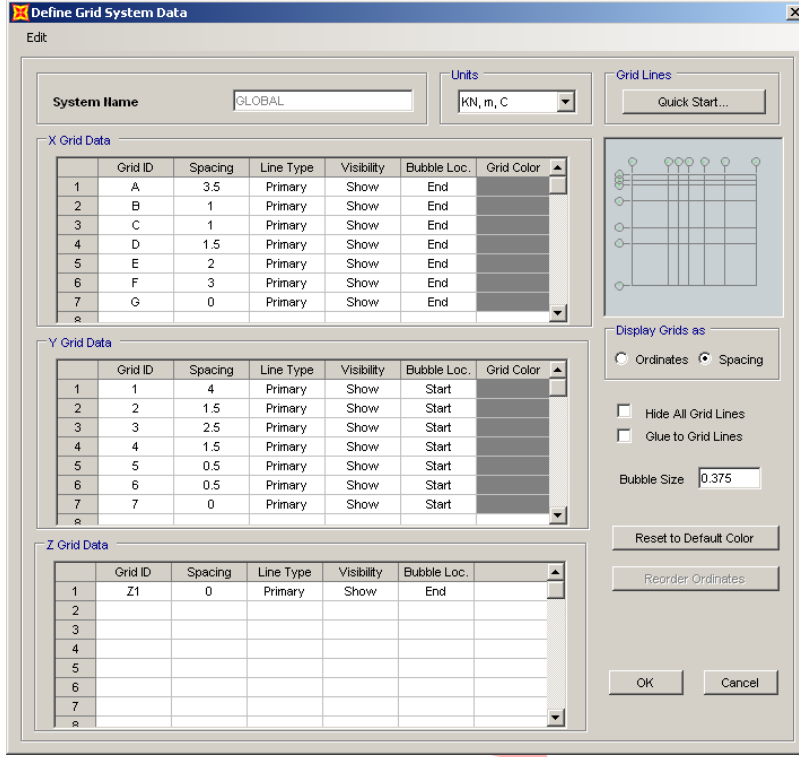 Define Grid System Data
Edit
System Name GLOBAL
Units
KN, m, C
Grid Lines
Quick Start...
X Grid Data
Grid ID Spacing Line Type Visibility Bubble Loc. Grid Color
1 A 3.5 Primary Show End
2 B 1 Primary Show End
3 C 1 Primary Show End
4 D 1.5 Primary Show End
5 E 2 Primary Show End
6 F 3 Primary Show End
7 G 0 Primary Show End
8
Y Grid Data
Grid ID Spacing Line Type Visibility Bubble Loc. Grid Color
1 1 4 Primary Show Start
2 2 1.5 Primary Show Start
3 3 2.5 Primary Show Start
4 4 1.5 Primary Show Start
5 5 0.5 Primary Show Start
6 6 0.5 Primary Show Start
7 7 0 Primary Show Start
8
Z Grid Data
Grid ID Spacing Line Type Visibility Bubble Loc.
1 Z1 0 Primary Show End
2
3
4
5
6
7
8
Display Grids as
Ordinates Spacing
Hide All Grid Lines
Glue to Grid Lines
Bubble Size 0.375
Reset to Default Color
Reorder Ordinates
OK Cancel